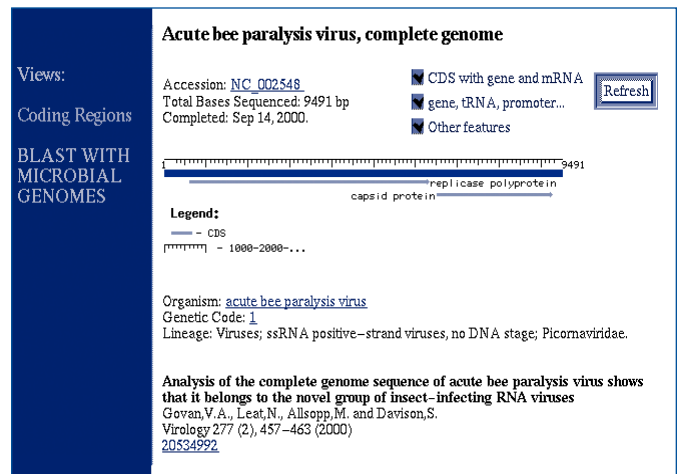 Acute bee paralysis virus, complete genome
Views:
Coding Regions
BLAST WITH
MICROBIAL
GENOMES
Accession: NC_002548
Total Bases Sequenced: 9491 bp
Completed: Sep 14, 2000.
CDS with gene and mRNA
gene, tRNA, promoter...
Other features
Refresh
1 9491
replicase polyprotein
capsid protein
Legend:
- CDS
- 1000-2000-...
Organism: acute bee paralysis virus
Genetic Code: 1
Lineage: Viruses; ssRNA positive-strand viruses, no DNA stage; Picornaviridae.
Analysis of the complete genome sequence of acute bee paralysis virus shows
that it belongs to the novel group of insect-infecting RNA viruses
Govan,V.A., Leat,N., Allsopp,M. and Davison,S.
Virology 277 (2), 457-463 (2000)
20534992